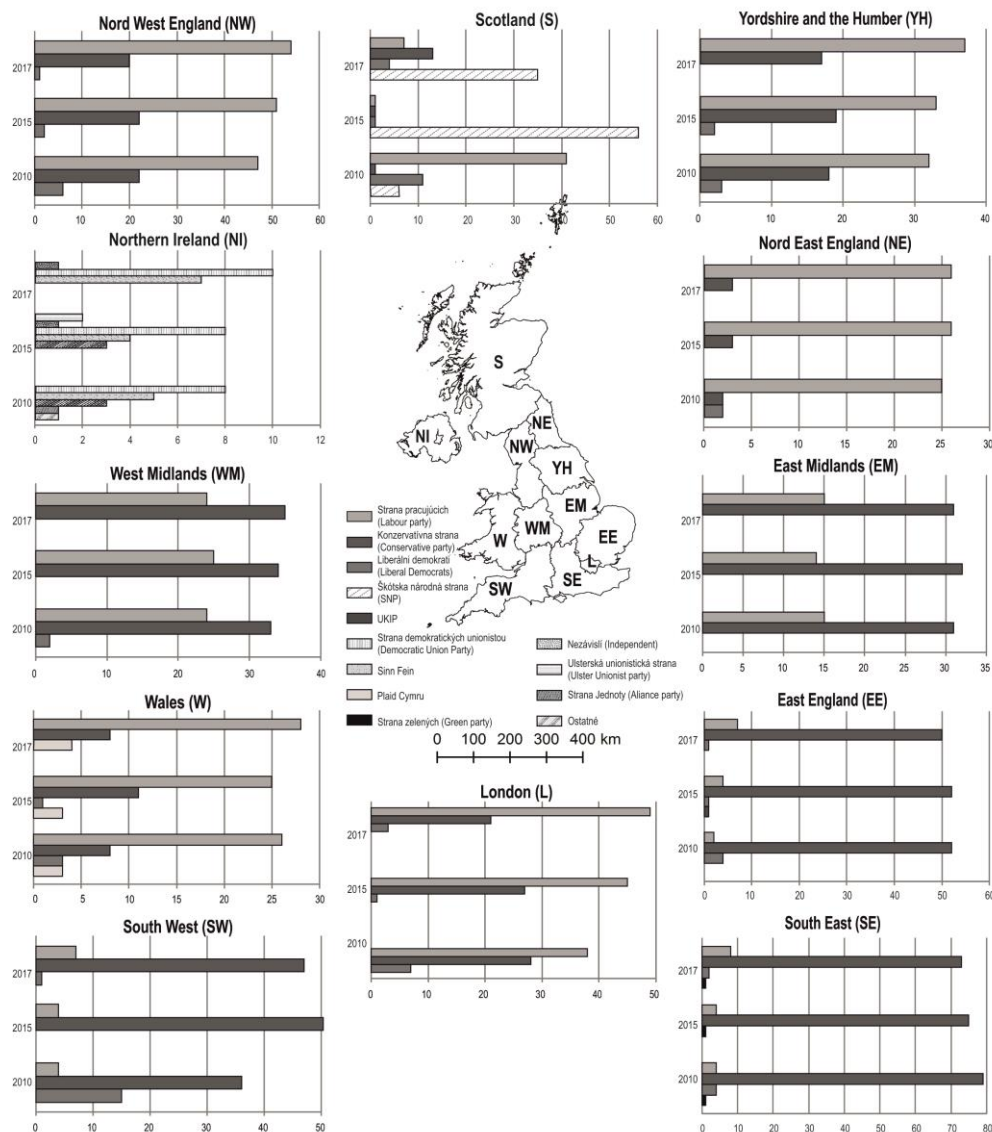 Nord West England (NW)
2017
2015
2010
0 10 20 30 40 50 60
Scotland (S)
2017
2015
2010
0 10 20 30 40 50 60
Yordshire and the Humber (YH)
2017
2015
2010
0 10 20 30 40
Northern Ireland (NI)
2017
2015
2010
0 2 4 6 8 10 12
Nord East England (NE)
2017
2015
2010
0 5 10 15 20 25 30
S
NI
NE
NW
YH
EM
WM
W
EE
L
SE
SW
West Midlands (WM)
2017
2015
2010
0 10 20 30 40
East Midlands (EM)
2017
2015
2010
0 5 10 15 20 25 30 35
Strana pracujúcich
(Labour party)
Konzervatívna strana
(Conservative party)
Liberálni demokrati
(Liberal Democrats)
Škótska národná strana
(SNP)
UKIP
Strana demokratických unionistou
(Democratic Union Party)
Sinn Fein
Plaid Cymru
Strana zelených (Green party)
Nezávislí (Independent)
Ulsterská unionistická strana
(Ulster Unionist party)
Strana Jednoty (Aliance party)
Ostatné
0 100 200 300 400 km
Wales (W)
2017
2015
2010
0 5 10 15 20 25 30
East England (EE)
2017
2015
2010
0 10 20 30 40 50 60
London (L)
2017
2015
2010
0 10 20 30 40 50
South West (SW)
2017
2015
2010
0 10 20 30 40 50
South East (SE)
2017
2015
2010
0 10 20 30 40 50 60 70 80